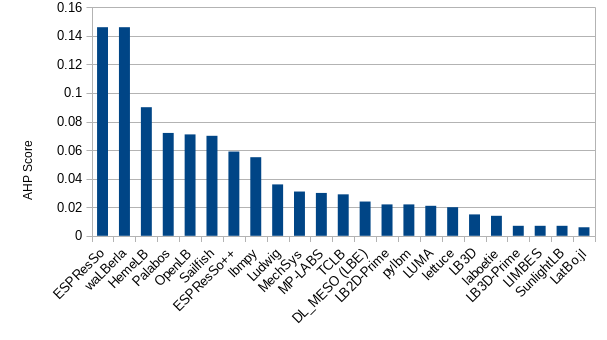 0.16
0.14
0.12
0.1
0.08
0.06
0.04
0.02
0
AHP Score
ESPResSo
waLBerla
HemeLB
Palabos
OpenLB
Sailfish
ESPResSo++
lbmpy
Ludwig
MechSys
MP-LABS
TCLB
DL_MESO (LBE)
LB2D-Prime
pylbm
LUMA
lettuce
LB3D
laboetie
LB3D-Prime
LIMBES
SunlightLB
LatBo.jl